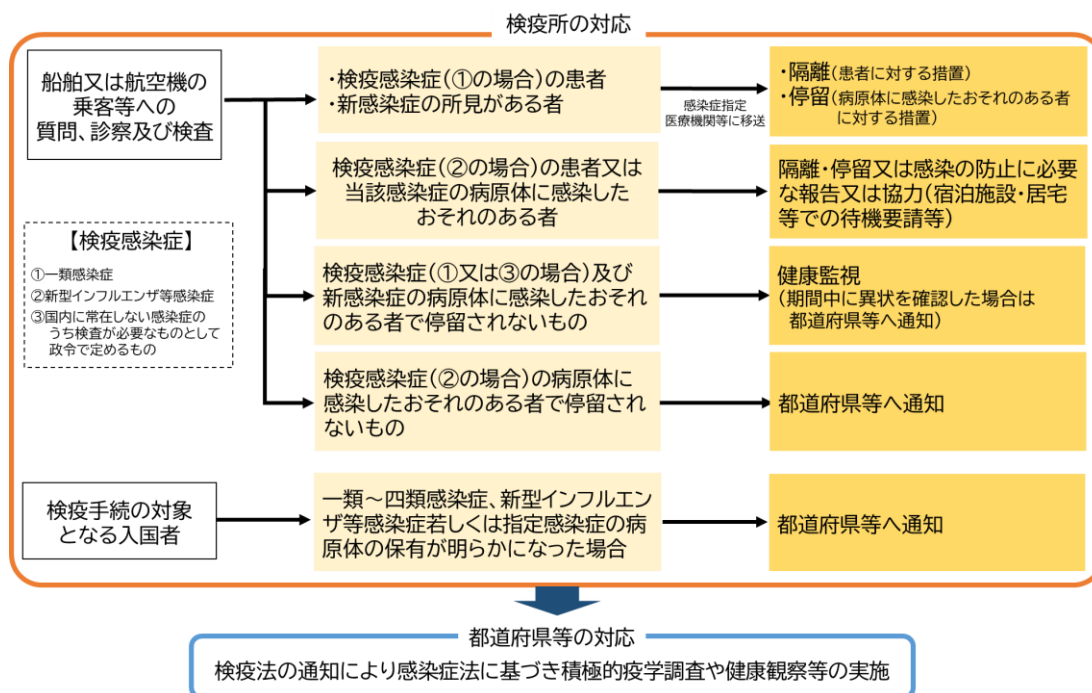 検疫所の対応
船舶又は航空機の
乗客等への
質問、診察及び検査
・検疫感染症(①の場合)の患者
・新感染症の所見がある者
感染症指定
医療機関等に移送
・隔離(患者に対する措置)
・停留(病原体に感染したおそれのある者
に対する措置)
検疫感染症(②の場合)の患者又は
当該感染症の病原体に感染した
おそれのある者
隔離・停留又は感染の防止に必要
な報告又は協力(宿泊施設・居宅
等での待機要請等)
【検疫感染症】
①一類感染症
②新型インフルエンザ等感染症
③国内に常在しない感染症の
うち検査が必要なものとして
政令で定めるもの
検疫感染症(①又は③の場合)及び
新感染症の病原体に感染したおそれ
のある者で停留されないもの
健康監視
(期間中に異状を確認した場合は
都道府県等へ通知)
検疫感染症(②の場合)の病原体に
感染したおそれのある者で停留され
ないもの
都道府県等へ通知
検疫手続の対象
となる入国者
一類~四類感染症、新型インフルエン
ザ等感染症若しくは指定感染症の病
原体の保有が明らかになった場合
都道府県等へ通知
都道府県等の対応
検疫法の通知により感染症法に基づき積極的疫学調査や健康観察等の実施